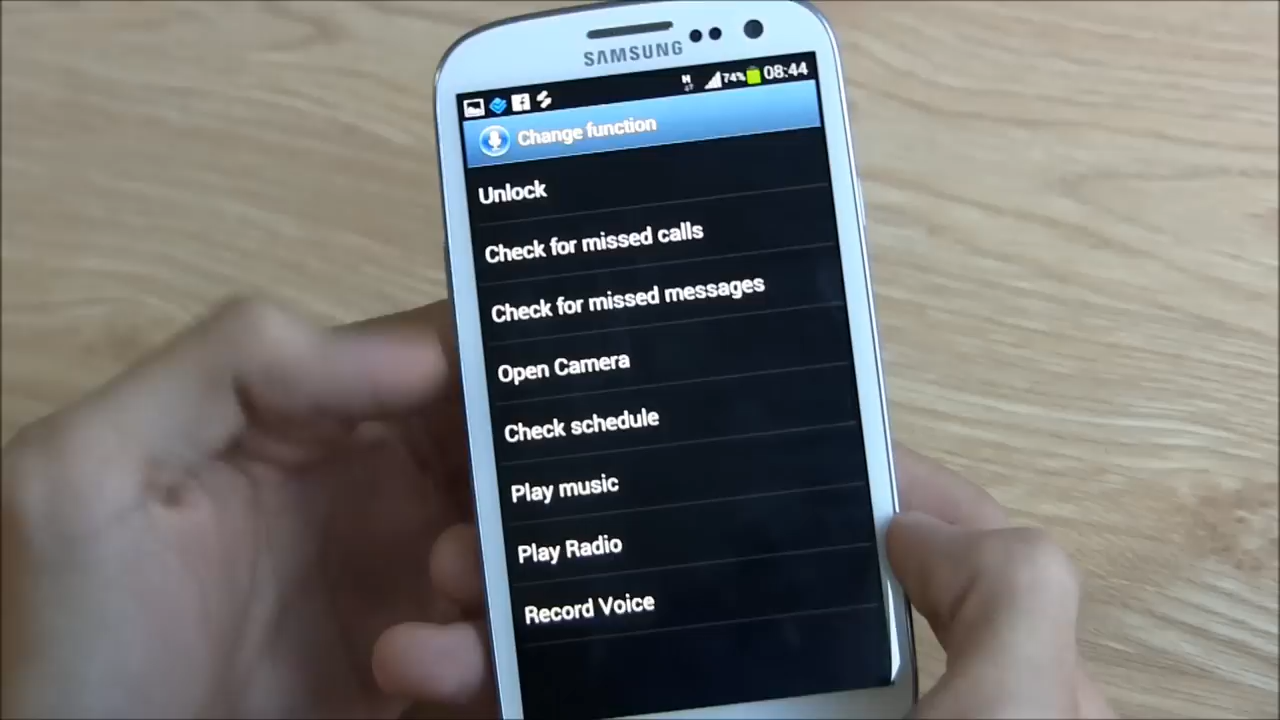 SAMSUNG
H 74% 08:44
Change function
Unlock
Check for missed calls
Check for missed messages
Open Camera
Check schedule
Play music
Play Radio
Record Voice